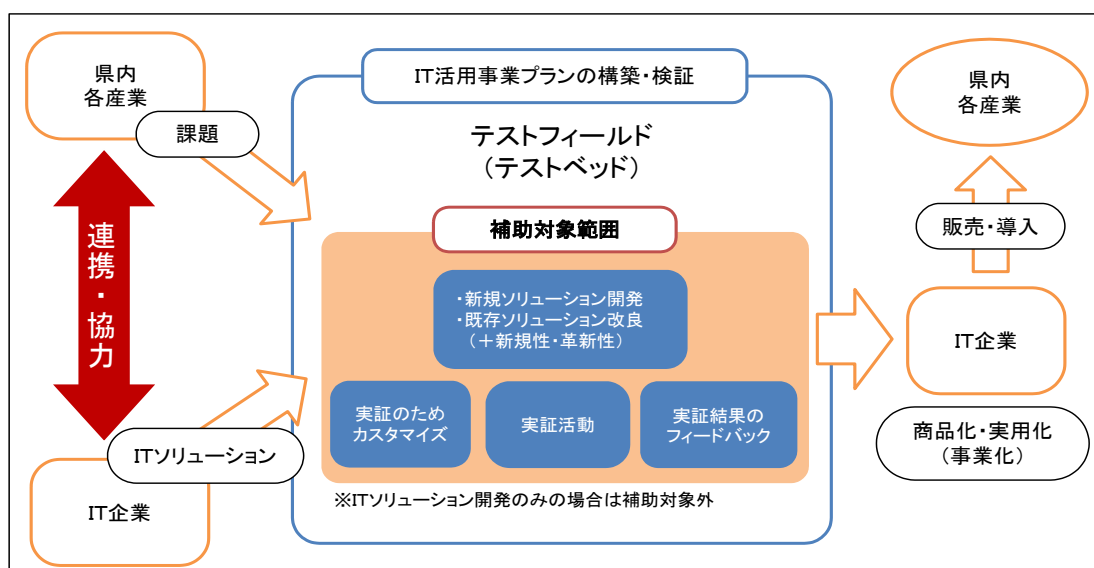 県内
各産業
課題
連携・協力
ITソリューション
IT企業
IT活用事業プランの構築・検証
テストフィールド
(テストベッド)
補助対象範囲
・新規ソリューション開発
・既存ソリューション改良
(+新規性・革新性)
実証のため
カスタマイズ
実証活動
実証結果の
フィードバック
※ITソリューション開発のみの場合は補助対象外
県内
各産業
販売・導入
IT企業
商品化・実用化
(事業化)